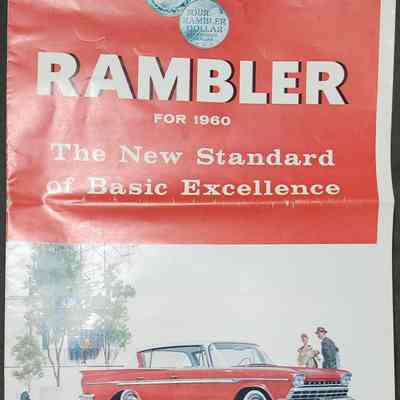 YOUR
RAMBLER
DOLLAR
RAMBLER
FOR 1960
The New Standard
of Basic Excellence